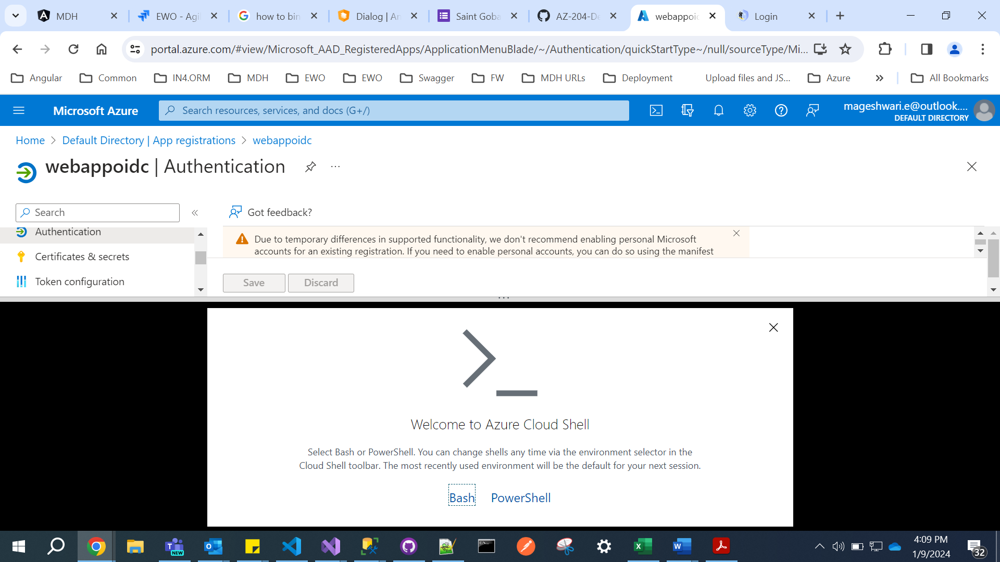 MDH
EWO - Agil
how to bin
Dialog | An
Saint Goba
AZ-204-De
webappoid
Login
portal.azure.com/#view/Microsoft_AAD_RegisteredApps/ApplicationMenuBlade/~/Authentication/quickStartType~/null/sourceType/Mi...
Angular
Common
IN4.ORM
MDH
EWO
EWO
Swagger
FW
MDH URLs
Deployment
Upload files and JS...
Azure
All Bookmarks
Microsoft Azure
Search resources, services, and docs (G+/)
mageshwari.e@outlook....
DEFAULT DIRECTORY
Home > Default Directory | App registrations > webappoidc
webappoidc | Authentication
Search
Got feedback?
Authentication
Certificates & secrets
Token configuration
Due to temporary differences in supported functionality, we don't recommend enabling personal Microsoft
accounts for an existing registration. If you need to enable personal accounts, you can do so using the manifest
Save
Discard
Welcome to Azure Cloud Shell
Select Bash or PowerShell. You can change shells any time via the environment selector in the
Cloud Shell toolbar. The most recently used environment will be the default for your next session.
Bash
PowerShell
NEW
4:09 PM
1/9/2024
32